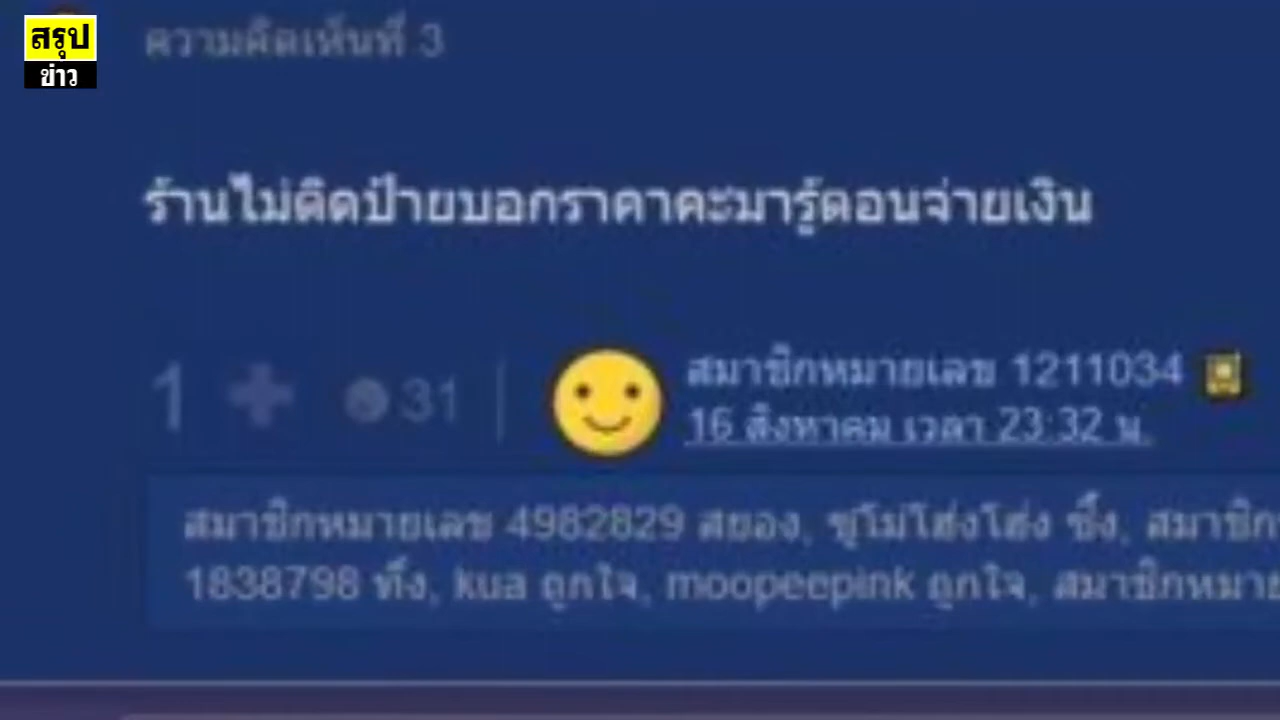 สรุป
ข่าว
ความคิดเห็นที่ 3
ร้านไม่ติดป้ายบอกราคาคะมารู้ตอนจ่ายเงิน
1 31
สมาชิกหมายเลข 1211034
16 สิงหาคม เวลา 23:32 น.
สมาชิกหมายเลข 4982829 สยอง, ชูโม่โฮ่งโฮ่ง ซึ้ง, สมาชิก
1838798 ทึ่ง, kua ถูกใจ, moopeepink ถูกใจ, สมาชิกหมาย